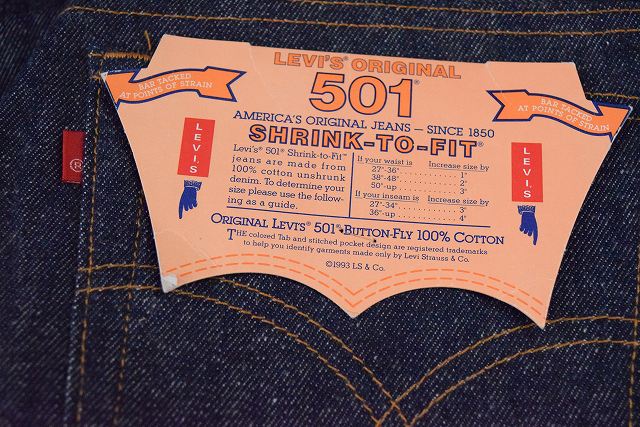 LEVI'S® ORIGINAL
501®
BAR TACKED
AT POINTS OF STRAIN
BAR TACKED
AT POINTS OF STRAIN
AMERICA'S ORIGINAL JEANS – SINCE 1850
SHRINK-TO-FIT®
LEVI'S
Levi's® 501® Shrink-to-Fit™
jeans are made from
100% cotton unshrunk
denim. To determine your
size please use the follow-
ing as a guide.
If your waist is Increase size by
27"-36" .......... 1"
38"-48" .......... 2"
50"-up .......... 3"
If your inseam is Increase size by
27"-34" .......... 3"
36"-up .......... 4"
LEVI'S
ORIGINAL LEVI'S® 501® BUTTON-FLY 100% COTTON
THE colored Tab and stitched pocket design are registered trademarks
to help you identify garments made only by Levi Strauss & Co.
©1993 LS & Co.
®